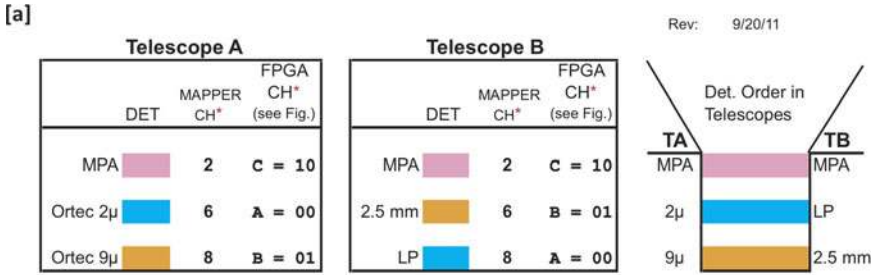 [a]
Rev: 9/20/11
Telescope A
DET MAPPER CH* FPGA CH* (see Fig.)
MPA 2 C = 10
Ortec 2µ 6 A = 00
Ortec 9µ 8 B = 01
Telescope B
DET MAPPER CH* FPGA CH* (see Fig.)
MPA 2 C = 10
2.5 mm 6 B = 01
LP 8 A = 00
Det. Order in
Telescopes
TA TB
MPA MPA
2µ LP
9µ 2.5 mm